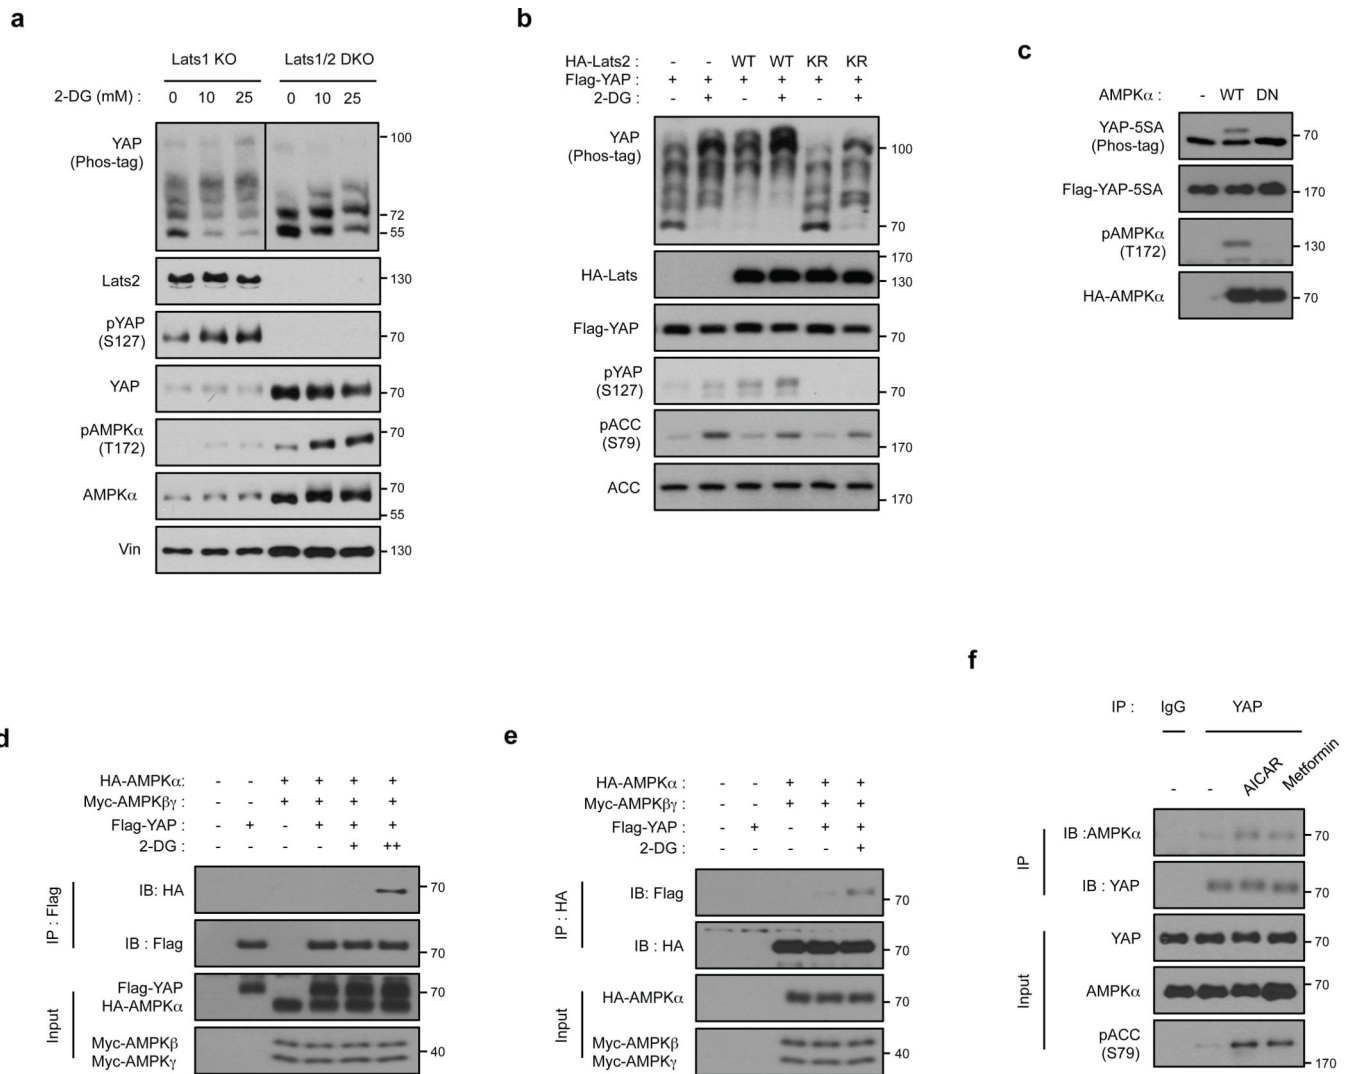 a
Lats1 KO Lats1/2 DKO
2-DG (mM) : 0 10 25 0 10 25
YAP
(Phos-tag)
100
72
55
Lats2 130
pYAP
(S127)
70
YAP 70
pAMPKα
(T172)
70
AMPKα 70
55
Vin 130
b
HA-Lats2 : - - WT WT KR KR
Flag-YAP : + + + + + +
2-DG : - + - + - +
YAP
(Phos-tag)
100
70
HA-Lats 170
130
Flag-YAP 70
pYAP
(S127)
70
pACC
(S79)
170
ACC 170
c
AMPKα : - WT DN
YAP-5SA
(Phos-tag)
70
Flag-YAP-5SA 170
pAMPKα
(T172)
130
HA-AMPKα 70
d
HA-AMPKα: - - + + + +
Myc-AMPKβγ : - - + + + +
Flag-YAP : - + - + + +
2-DG : - - - - + ++
IP : Flag
IB: HA 70
IB : Flag 70
Input
Flag-YAP 70
HA-AMPKα
Myc-AMPKβ 40
Myc-AMPKγ
e
HA-AMPKα : - - + + +
Myc-AMPKβγ : - - + + +
Flag-YAP : - + - + +
2-DG : - - - - +
IP : HA
IB: Flag 70
IB : HA 70
Input
HA-AMPKα 70
Myc-AMPKβ 40
Myc-AMPKγ
f
IP : IgG YAP
- - AICAR Metformin
IP
IB :AMPKα 70
IB : YAP 70
Input
YAP 70
AMPKα 70
pACC
(S79)
170